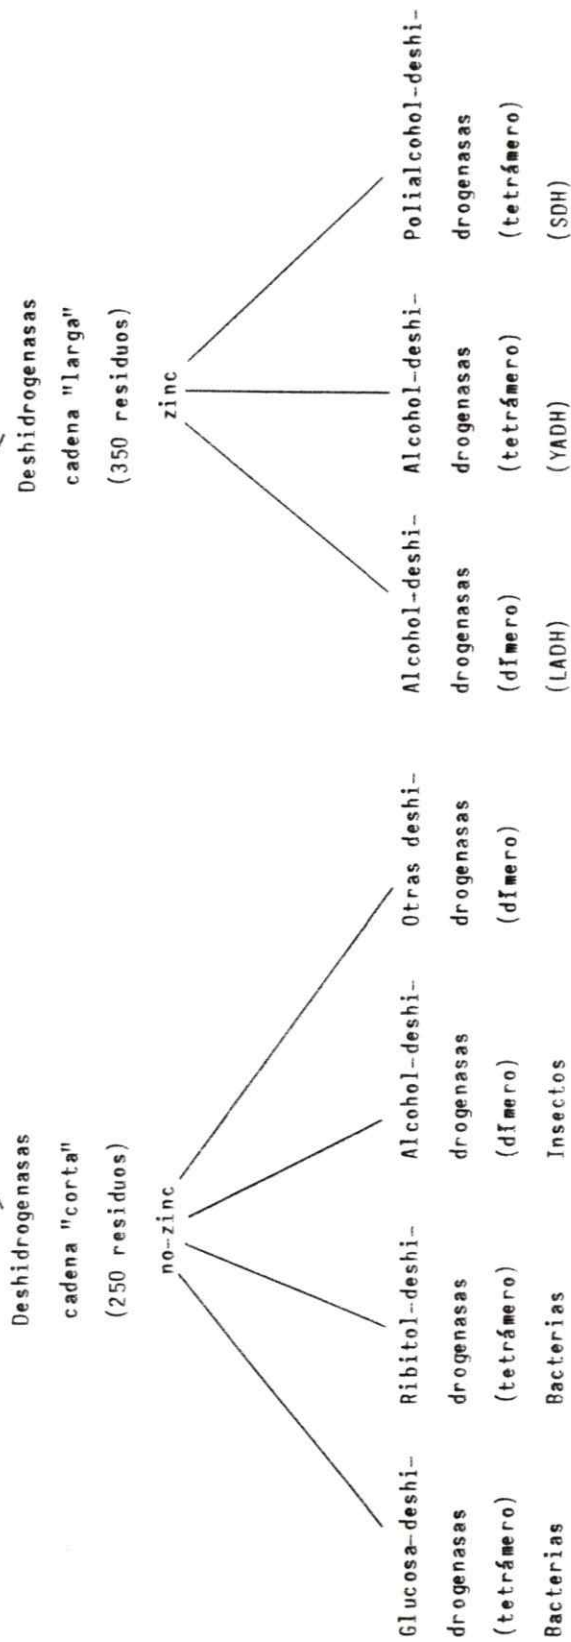 Deshidrogenasas
cadena "corta"
(250 residuos)
no-zinc
Glucosa-deshi-
drogenasas
(tetrámero)
Bacterias
Ribitol-deshi-
drogenasas
(tetrámero)
Bacterias
Alcohol-deshi-
drogenasas
(dímero)
Insectos
Otras deshi-
drogenasas
(dímero)
Deshidrogenasas
cadena "larga"
(350 residuos)
zinc
Alcohol-deshi-
drogenasas
(dímero)
(LADH)
Alcohol-deshi-
drogenasas
(tetrámero)
(YADH)
Polialcohol-deshi-
drogenasas
(tetrámero)
(SDH)